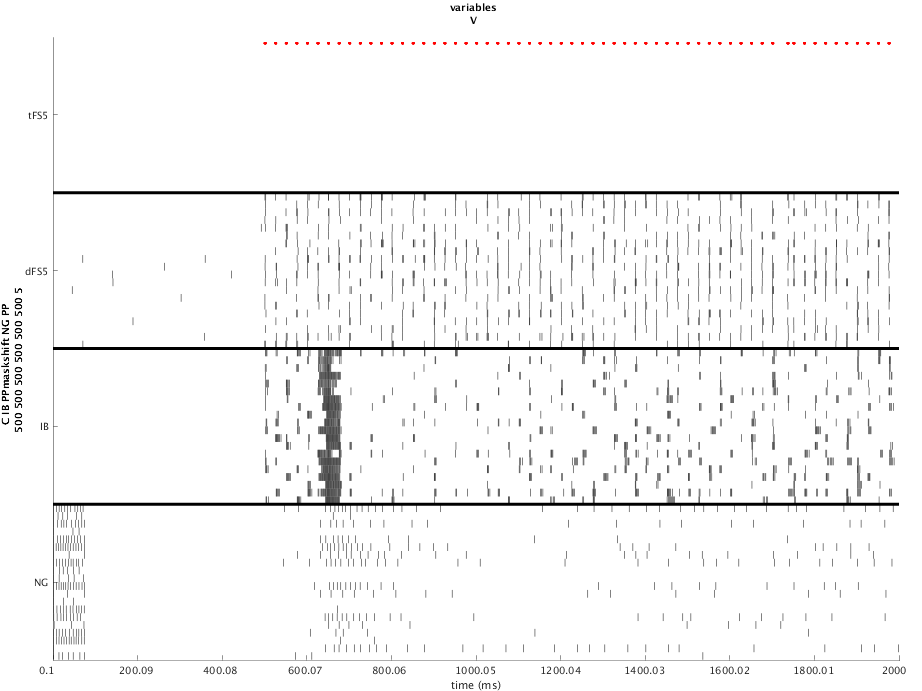 variables
V
tFS5
dFS5
IB
NG
C IB PPmaskshift NG PP
500 500 500 500 500 500 500 5
0.1 200.09 400.08 600.07 800.06 1000.05 1200.04 1400.03 1600.02 1800.01 2000
time (ms)